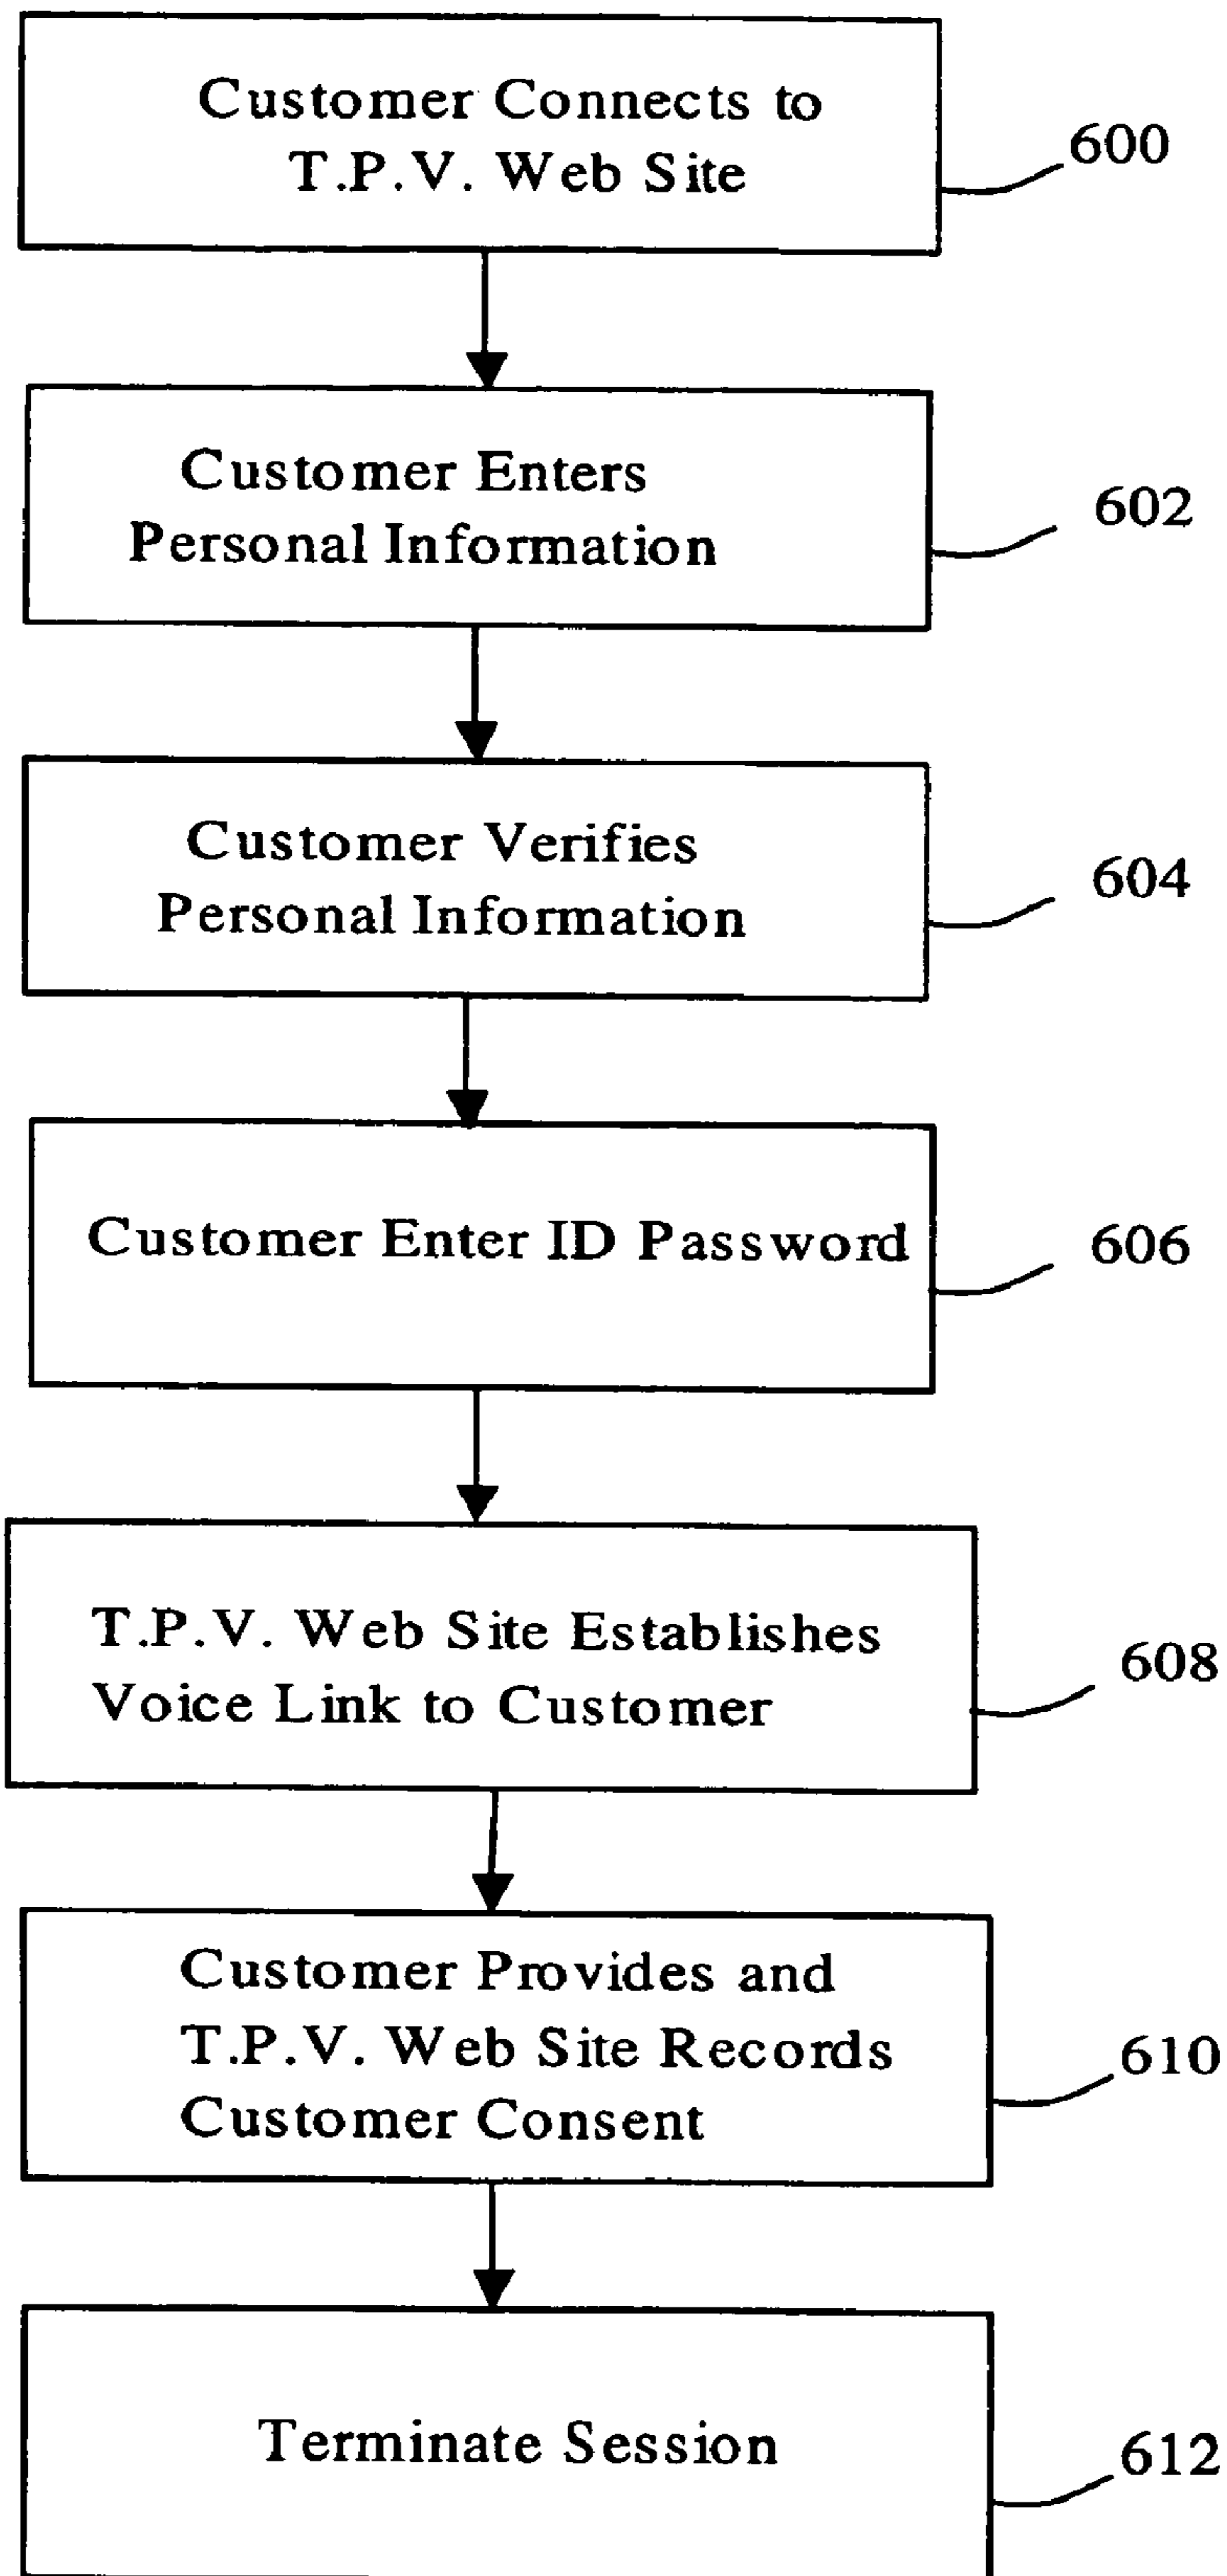 Customer Connects to
T.P.V. Web Site
600
Customer Enters
Personal Information
602
Customer Verifies
Personal Information
604
Customer Enter ID Password
606
T.P.V. Web Site Establishes
Voice Link to Customer
608
Customer Provides and
T.P.V. Web Site Records
Customer Consent
610
Terminate Session
612